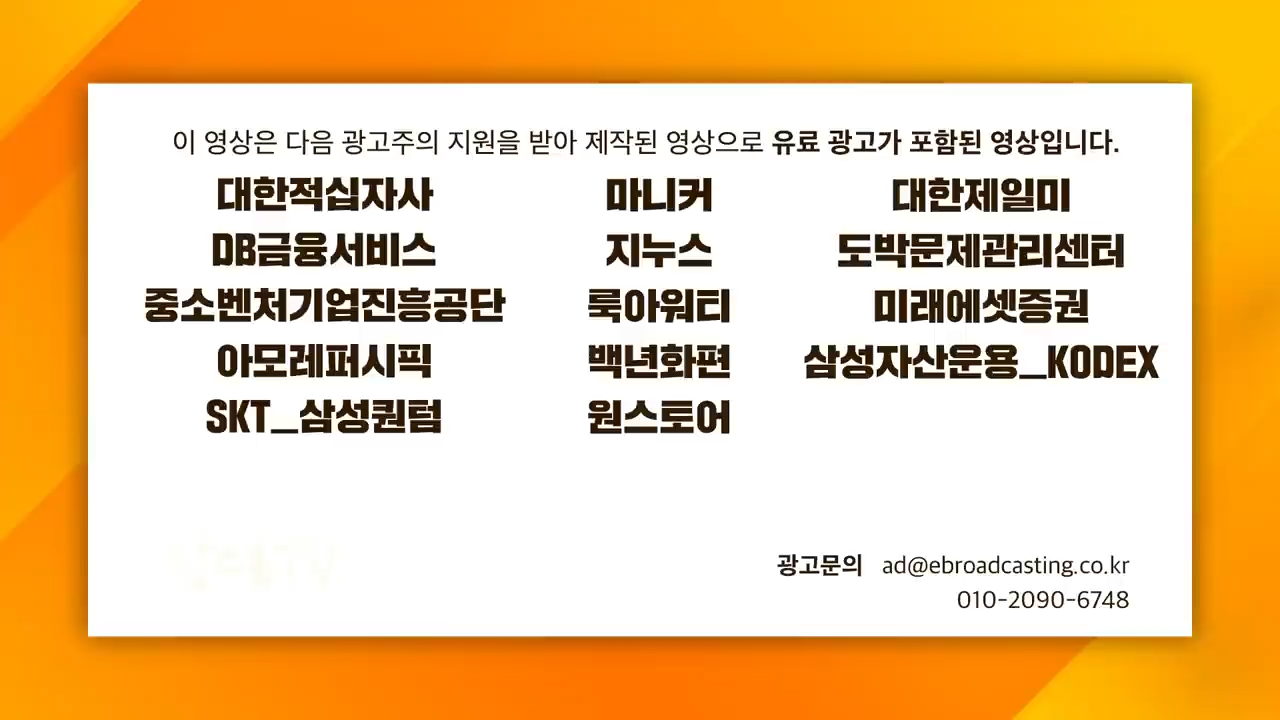 이 영상은 다음 광고주의 지원을 받아 제작된 영상으로 유료 광고가 포함된 영상입니다.
대한적십자사 마니커 대한제일미
DB금융서비스 지누스 도박문제관리센터
중소벤처기업진흥공단 룩아워티 미래에셋증권
아모레퍼시픽 백년화편 삼성자산운용_KODEX
SKT_삼성퀀텀 원스토어
광고문의 ad@ebroadcasting.co.kr
010-2090-6748